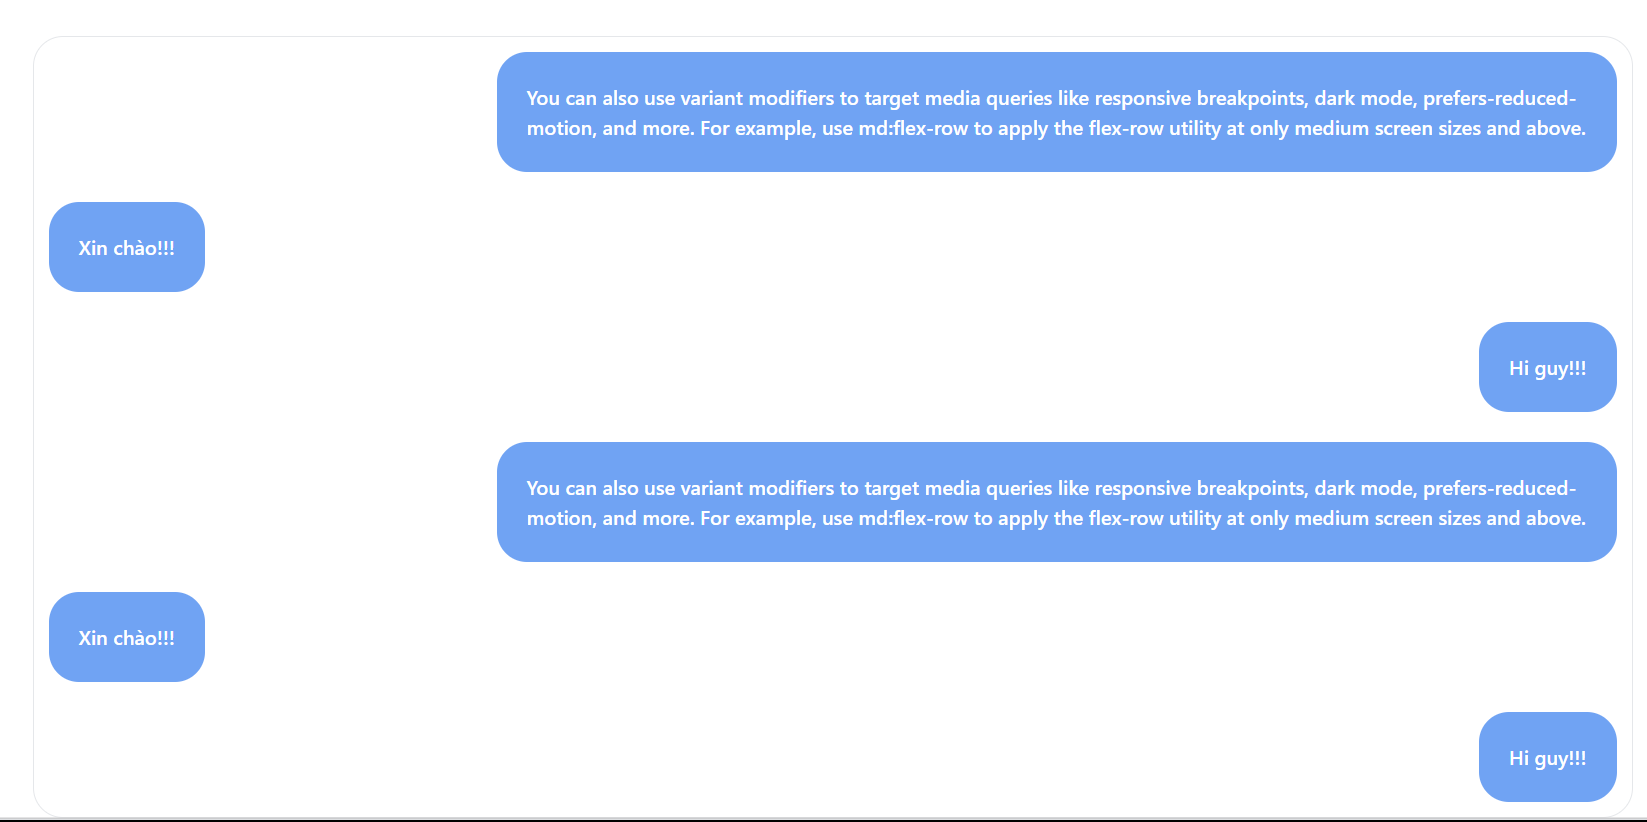 You can also use variant modifiers to target media queries like responsive breakpoints, dark mode, prefers-reduced-
motion, and more. For example, use md:flex-row to apply the flex-row utility at only medium screen sizes and above.
Xin chào!!!
Hi guy!!!
You can also use variant modifiers to target media queries like responsive breakpoints, dark mode, prefers-reduced-
motion, and more. For example, use md:flex-row to apply the flex-row utility at only medium screen sizes and above.
Xin chào!!!
Hi guy!!!